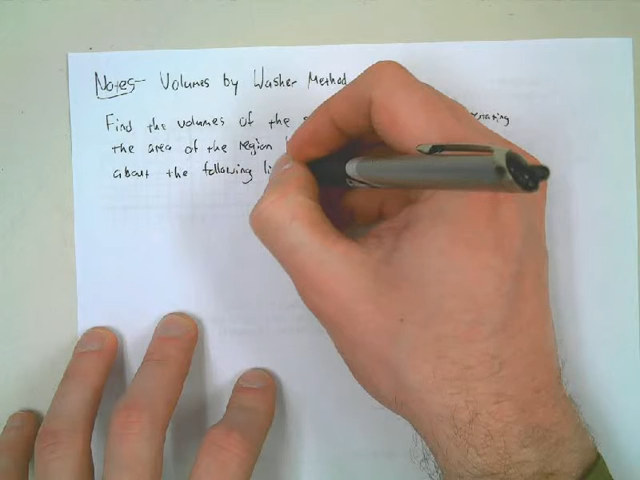 Notes- Volumes by Washer Method
Find the volumes of the
the area of the region
about the following